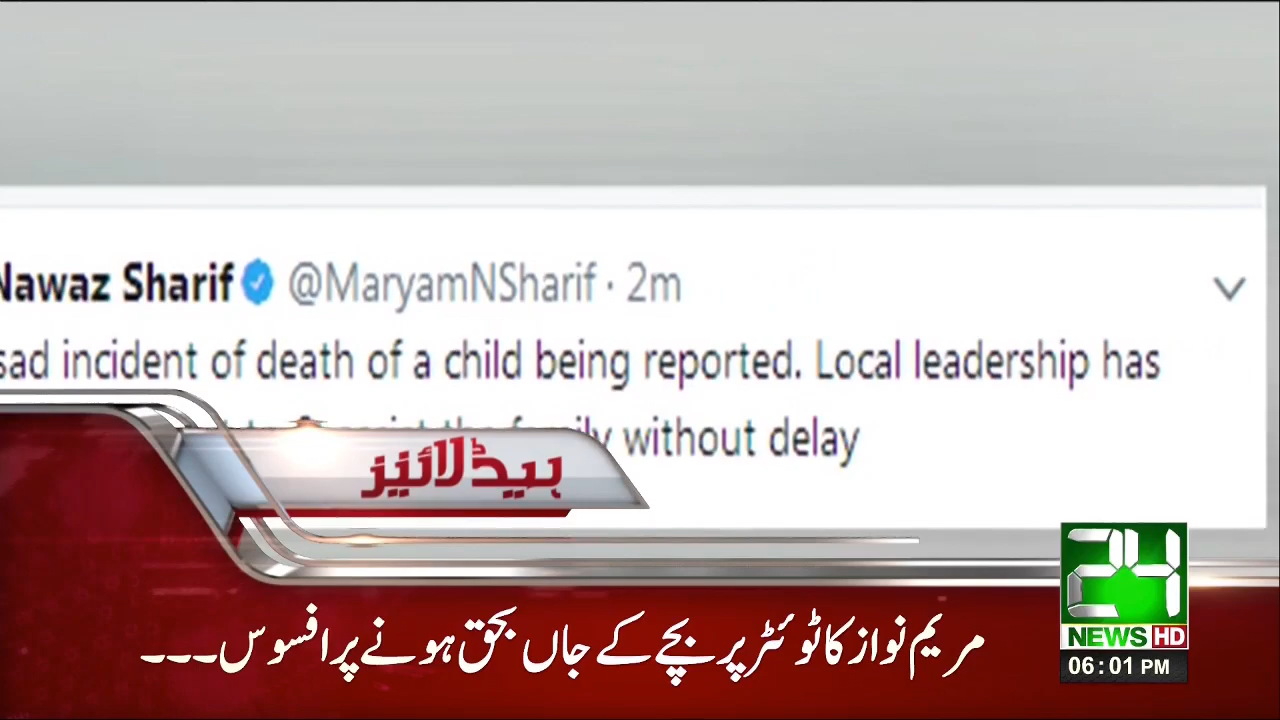 Nawaz Sharif @MaryamNSharif · 2m
sad incident of death of a child being reported. Local leadership has
without delay
ہیڈلائنز
مریم نواز کا ٹوئٹر پر بچے کے جاں بحق ہونے پر افسوس۔۔۔
24
NEWS HD
06:01 PM